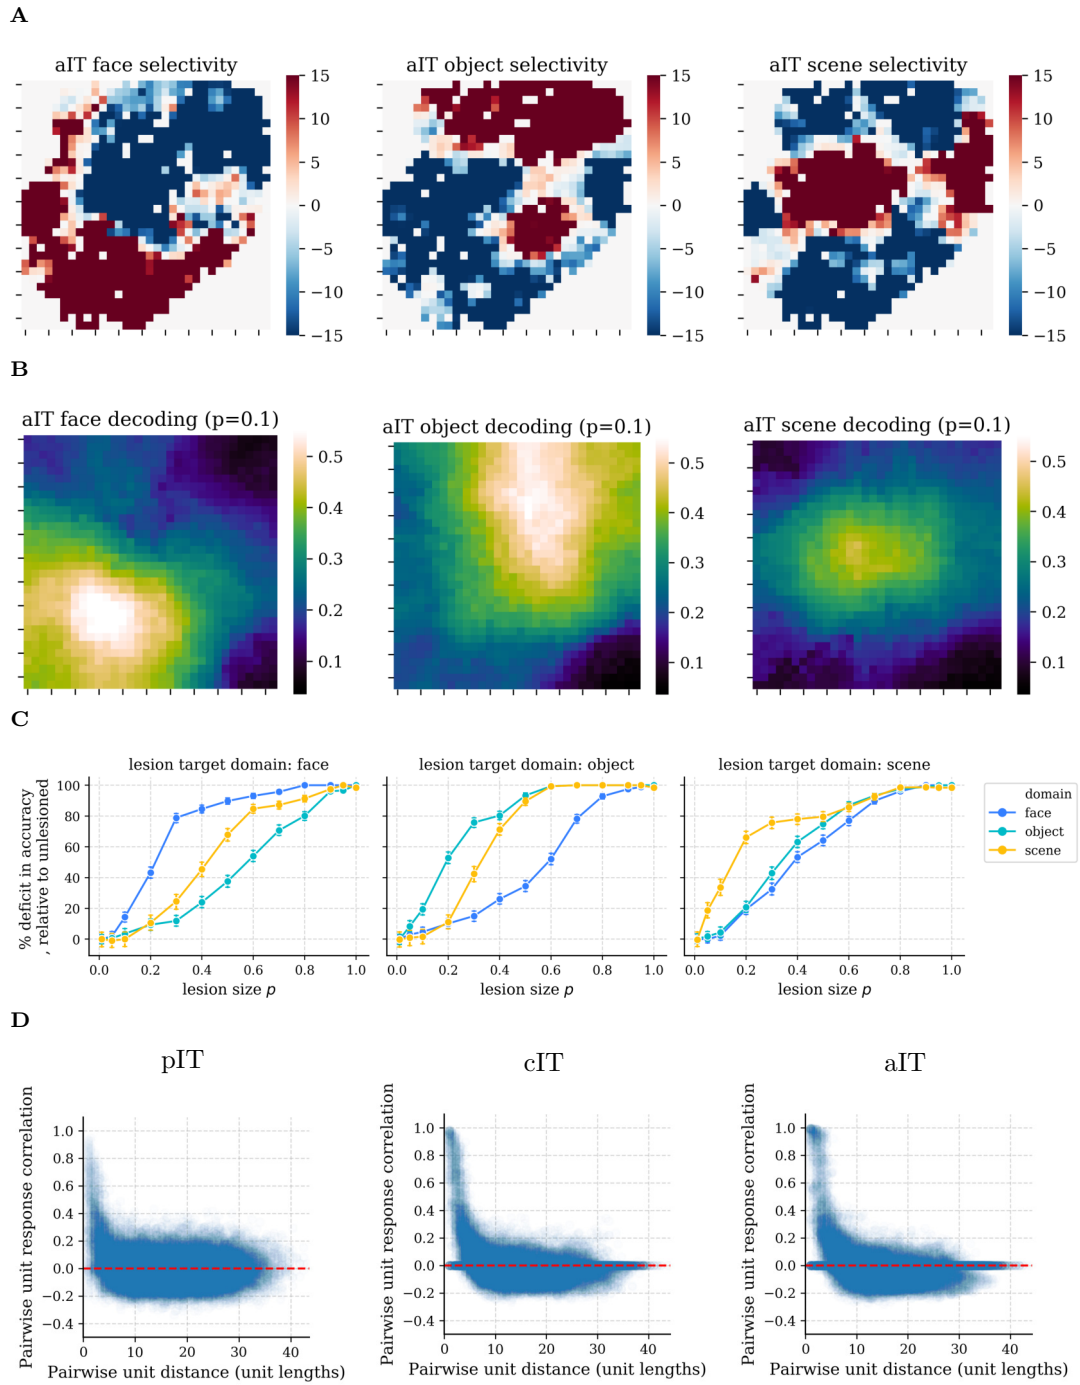 A
aIT face selectivity
aIT object selectivity
aIT scene selectivity
15
10
5
0
−5
−10
−15
15
10
5
0
−5
−10
−15
15
10
5
0
−5
−10
−15
B
aIT face decoding (p=0.1)
aIT object decoding (p=0.1)
aIT scene decoding (p=0.1)
0.5
0.4
0.3
0.2
0.1
0.5
0.4
0.3
0.2
0.1
0.5
0.4
0.3
0.2
0.1
C
% deficit in accuracy
, relative to unlesioned
lesion target domain: face
lesion target domain: object
lesion target domain: scene
100
80
60
40
20
0
0.0 0.2 0.4 0.6 0.8 1.0
0.0 0.2 0.4 0.6 0.8 1.0
0.0 0.2 0.4 0.6 0.8 1.0
lesion size p
lesion size p
lesion size p
domain
face
object
scene
D
pIT
cIT
aIT
Pairwise unit response correlation
1.0
0.8
0.6
0.4
0.2
0.0
−0.2
−0.4
0 10 20 30 40
Pairwise unit distance (unit lengths)
Pairwise unit response correlation
1.0
0.8
0.6
0.4
0.2
0.0
−0.2
−0.4
0 10 20 30 40
Pairwise unit distance (unit lengths)
Pairwise unit response correlation
1.0
0.8
0.6
0.4
0.2
0.0
−0.2
−0.4
0 10 20 30 40
Pairwise unit distance (unit lengths)